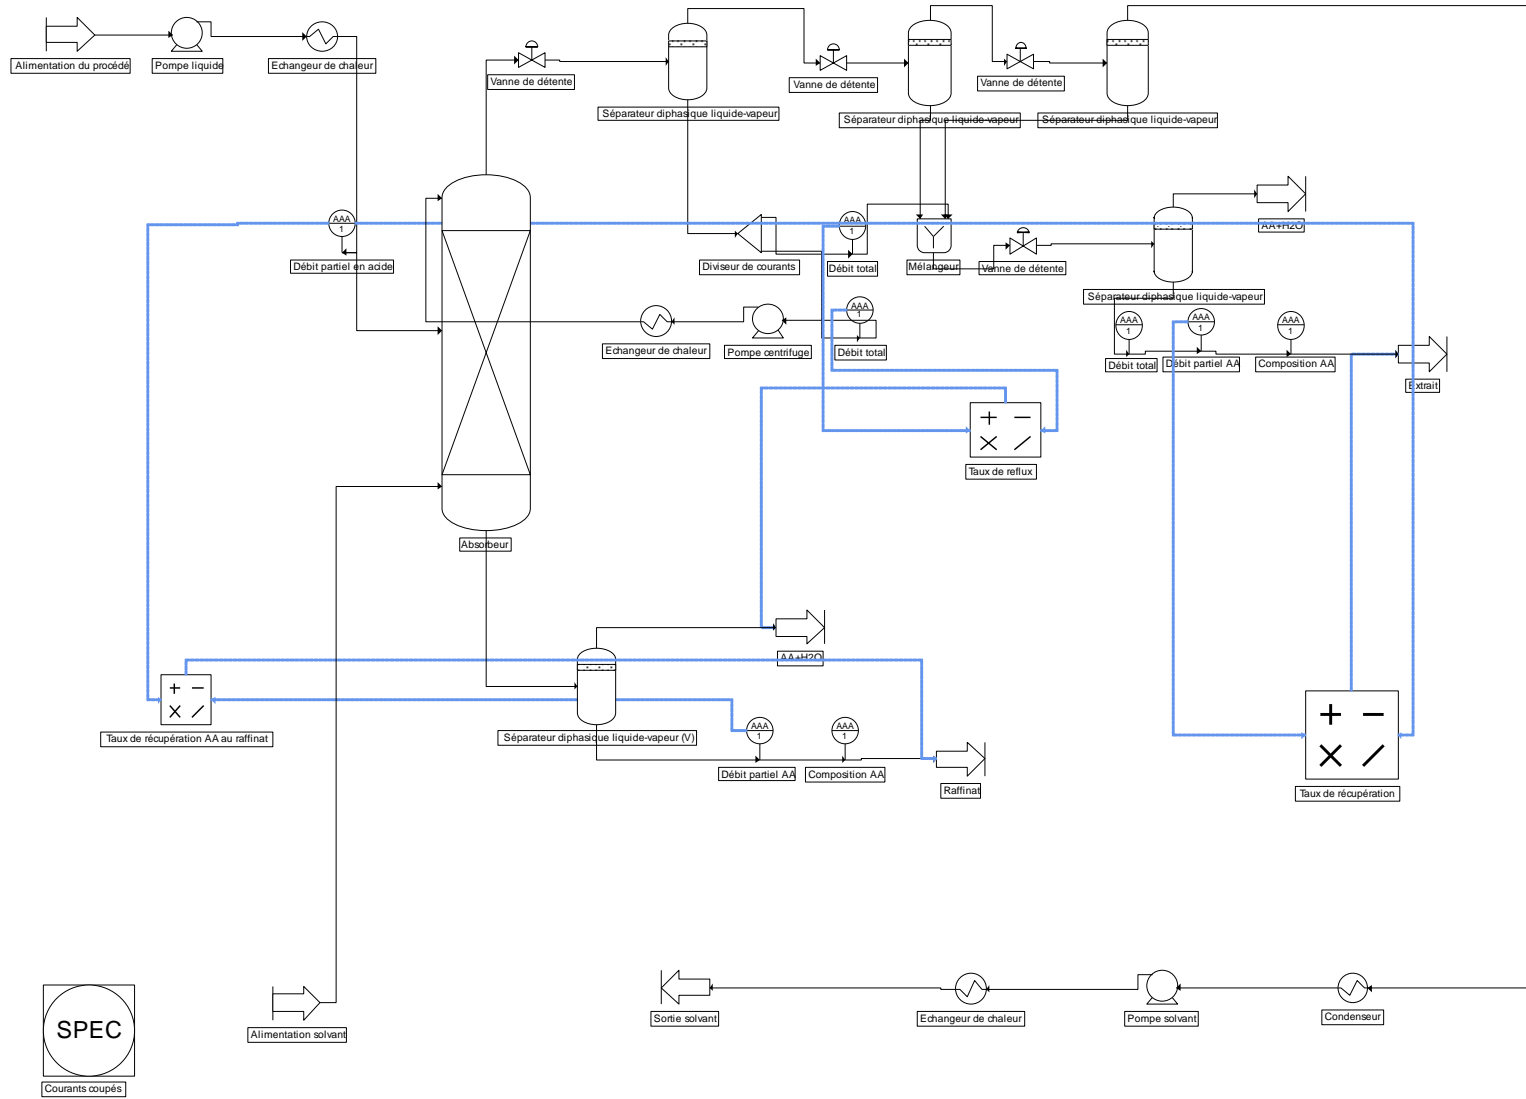 Alimentation du procédé
Pompe liquide
Echangeur de chaleur
Vanne de détente
Séparateur diphasique liquide-vapeur
Vanne de détente
Séparateur diphasique liquide-vapeur
Vanne de détente
Séparateur diphasique liquide-vapeur
AAA
1
Débit partiel en acide
Diviseur de courants
AAA
1
Débit total
Mélangeur
Vanne de détente
AA+H2O
Séparateur diphasique liquide-vapeur
Echangeur de chaleur
Pompe centrifuge
AAA
1
Débit total
AAA
1
Débit total
AAA
1
Débit partiel AA
AAA
1
Composition AA
Extrait
+ −
× /
Taux de reflux
Absorbeur
AA+H2O
+ −
× /
Taux de récupération AA au raffinat
Séparateur diphasique liquide-vapeur (V)
AAA
1
Débit partiel AA
AAA
1
Composition AA
Raffinat
+ −
× /
Taux de récupération
SPEC
Courants coupés
Alimentation solvant
Sortie solvant
Echangeur de chaleur
Pompe solvant
Condenseur